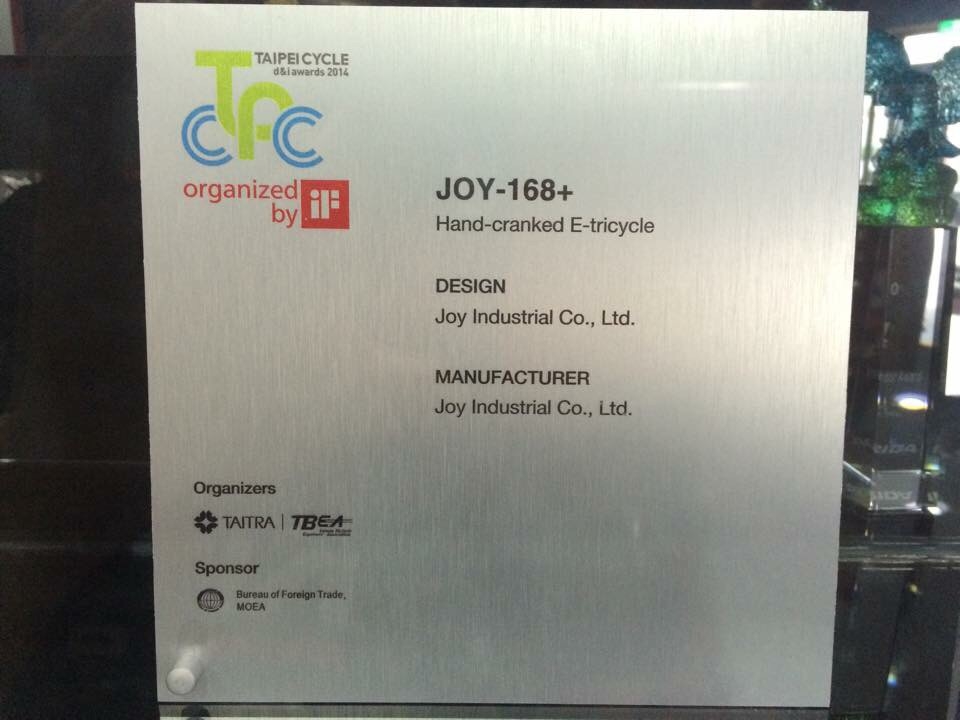 TAIPEI CYCLE
d&i awards 2014
CTPC
organized
by iF
JOY-168+
Hand-cranked E-tricycle
DESIGN
Joy Industrial Co., Ltd.
MANUFACTURER
Joy Industrial Co., Ltd.
Organizers
TAITRA | TBEA
Sponsor
Bureau of Foreign Trade,
MOEA